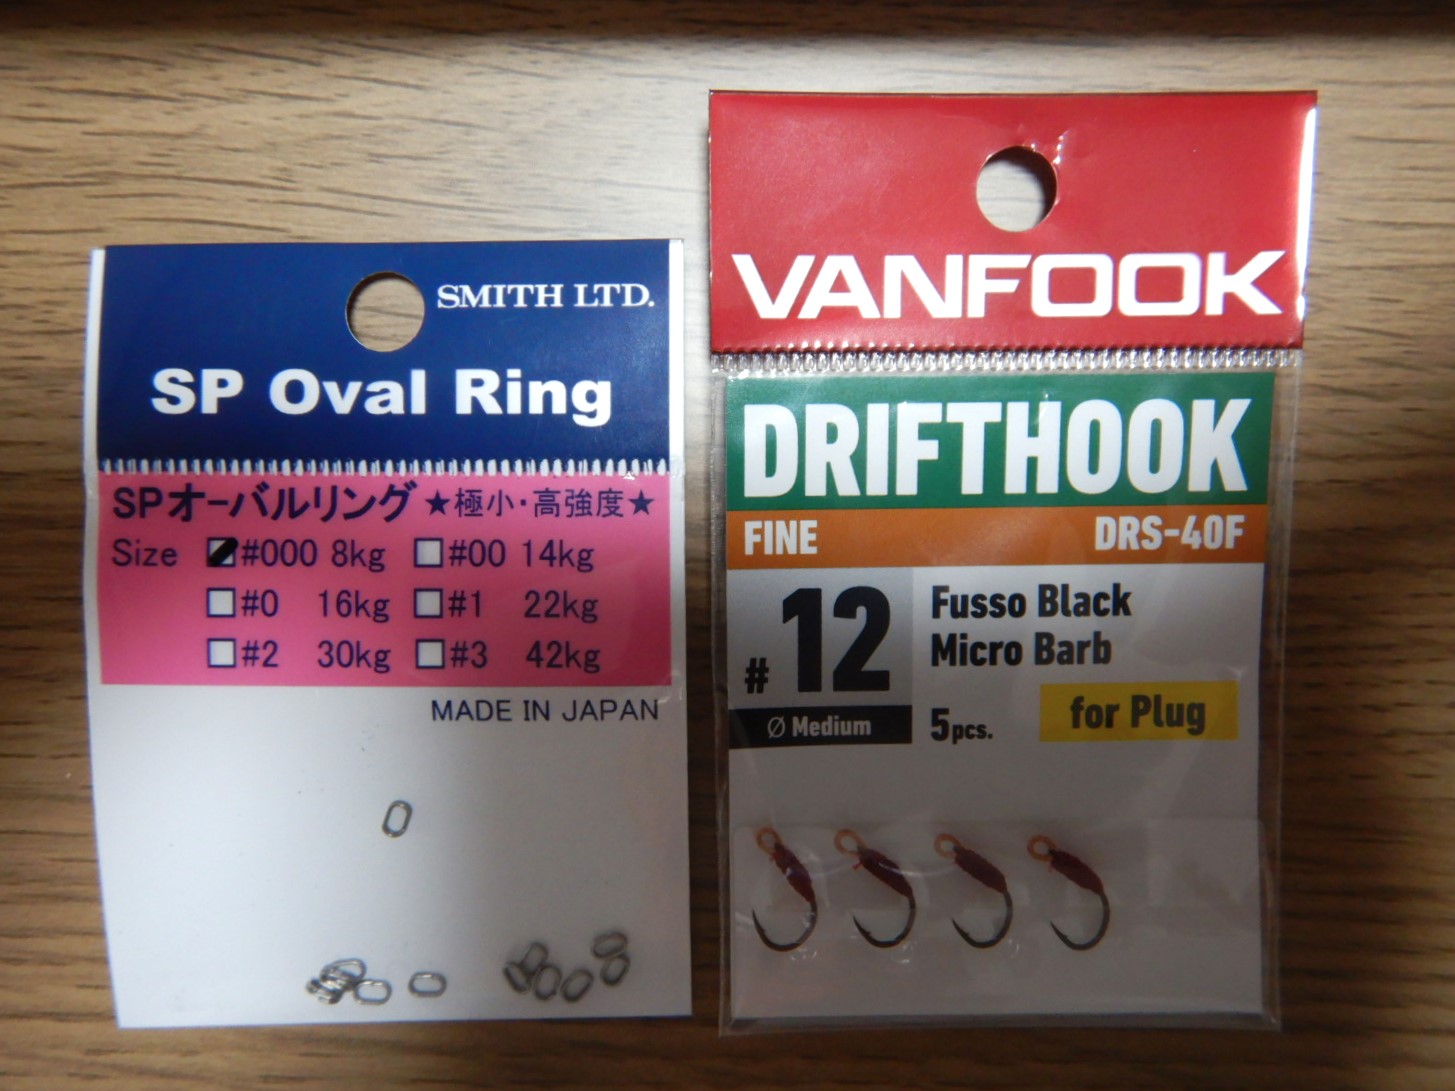 SMITH LTD.
SP Oval Ring
SPオーバルリング ★極小・高強度★
Size #000 8kg #00 14kg
#0 16kg #1 22kg
#2 30kg #3 42kg
MADE IN JAPAN
VANFOOK
DRIFTHOOK
FINE DRS-40F
#12
Ø Medium
Fusso Black
Micro Barb
5pcs.
for Plug